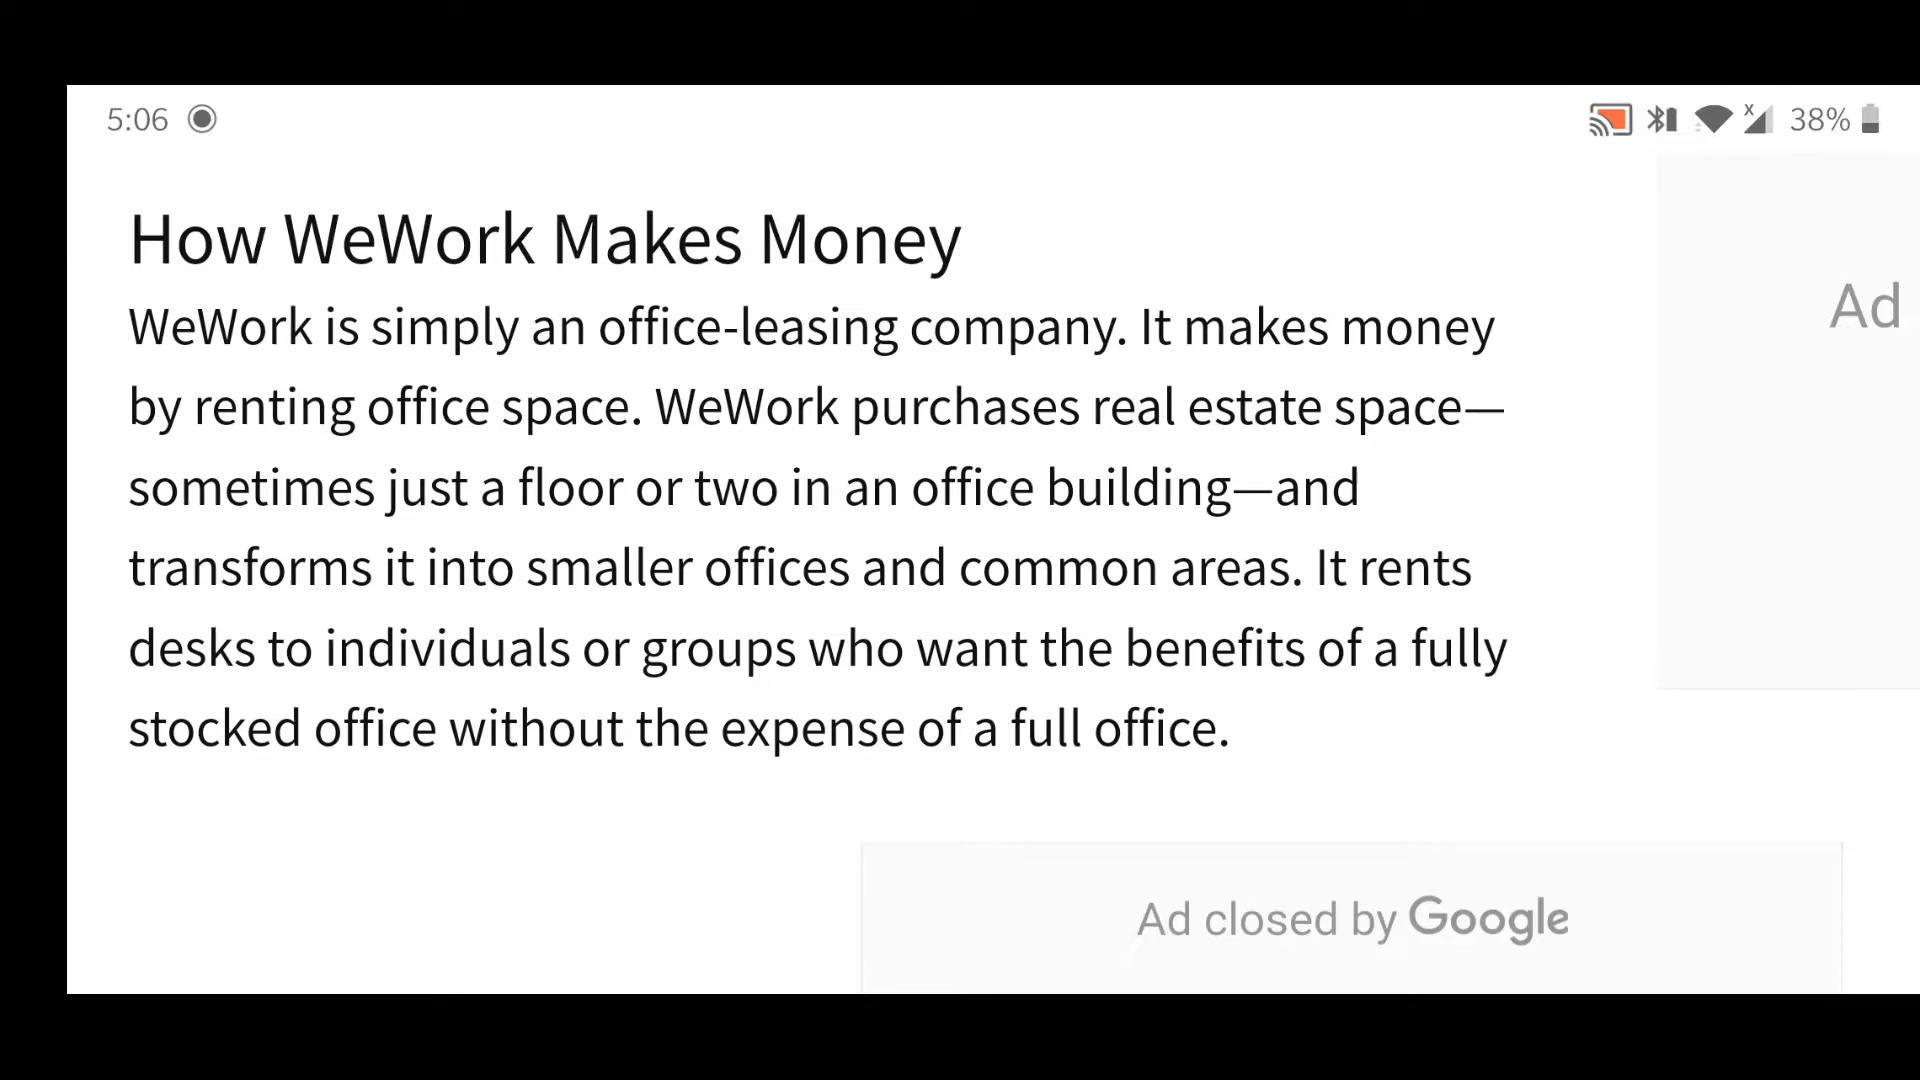 5:06
38%
How WeWork Makes Money
WeWork is simply an office-leasing company. It makes money
by renting office space. WeWork purchases real estate space—
sometimes just a floor or two in an office building—and
transforms it into smaller offices and common areas. It rents
desks to individuals or groups who want the benefits of a fully
stocked office without the expense of a full office.
Ad
Ad closed by Google